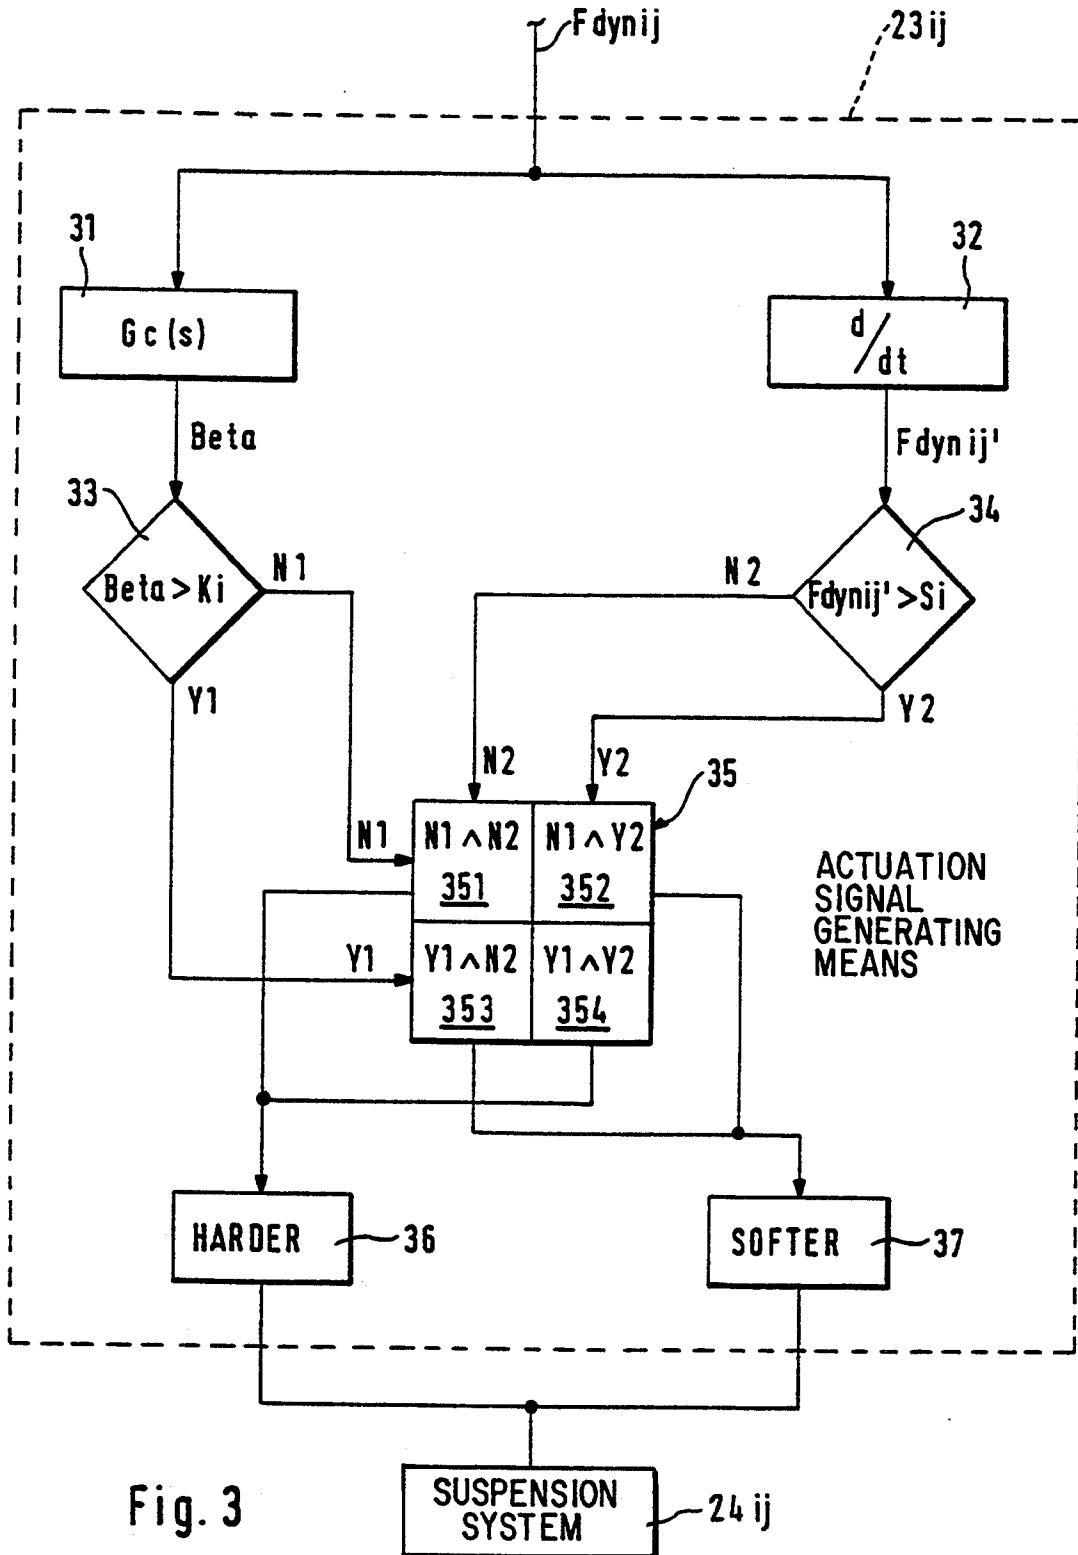 Fdynij
23ij
31
32
Gc(s)
d/dt
Beta
Fdynij'
33
34
Beta>Ki
N1
N2
Fdynij'>Si
Y1
Y2
N2
Y2
35
N1
N1∧N2
N1∧Y2
351
352
ACTUATION
SIGNAL
GENERATING
MEANS
Y1
Y1∧N2
Y1∧Y2
353
354
HARDER
36
SOFTER
37
Fig. 3
SUSPENSION
SYSTEM
24ij